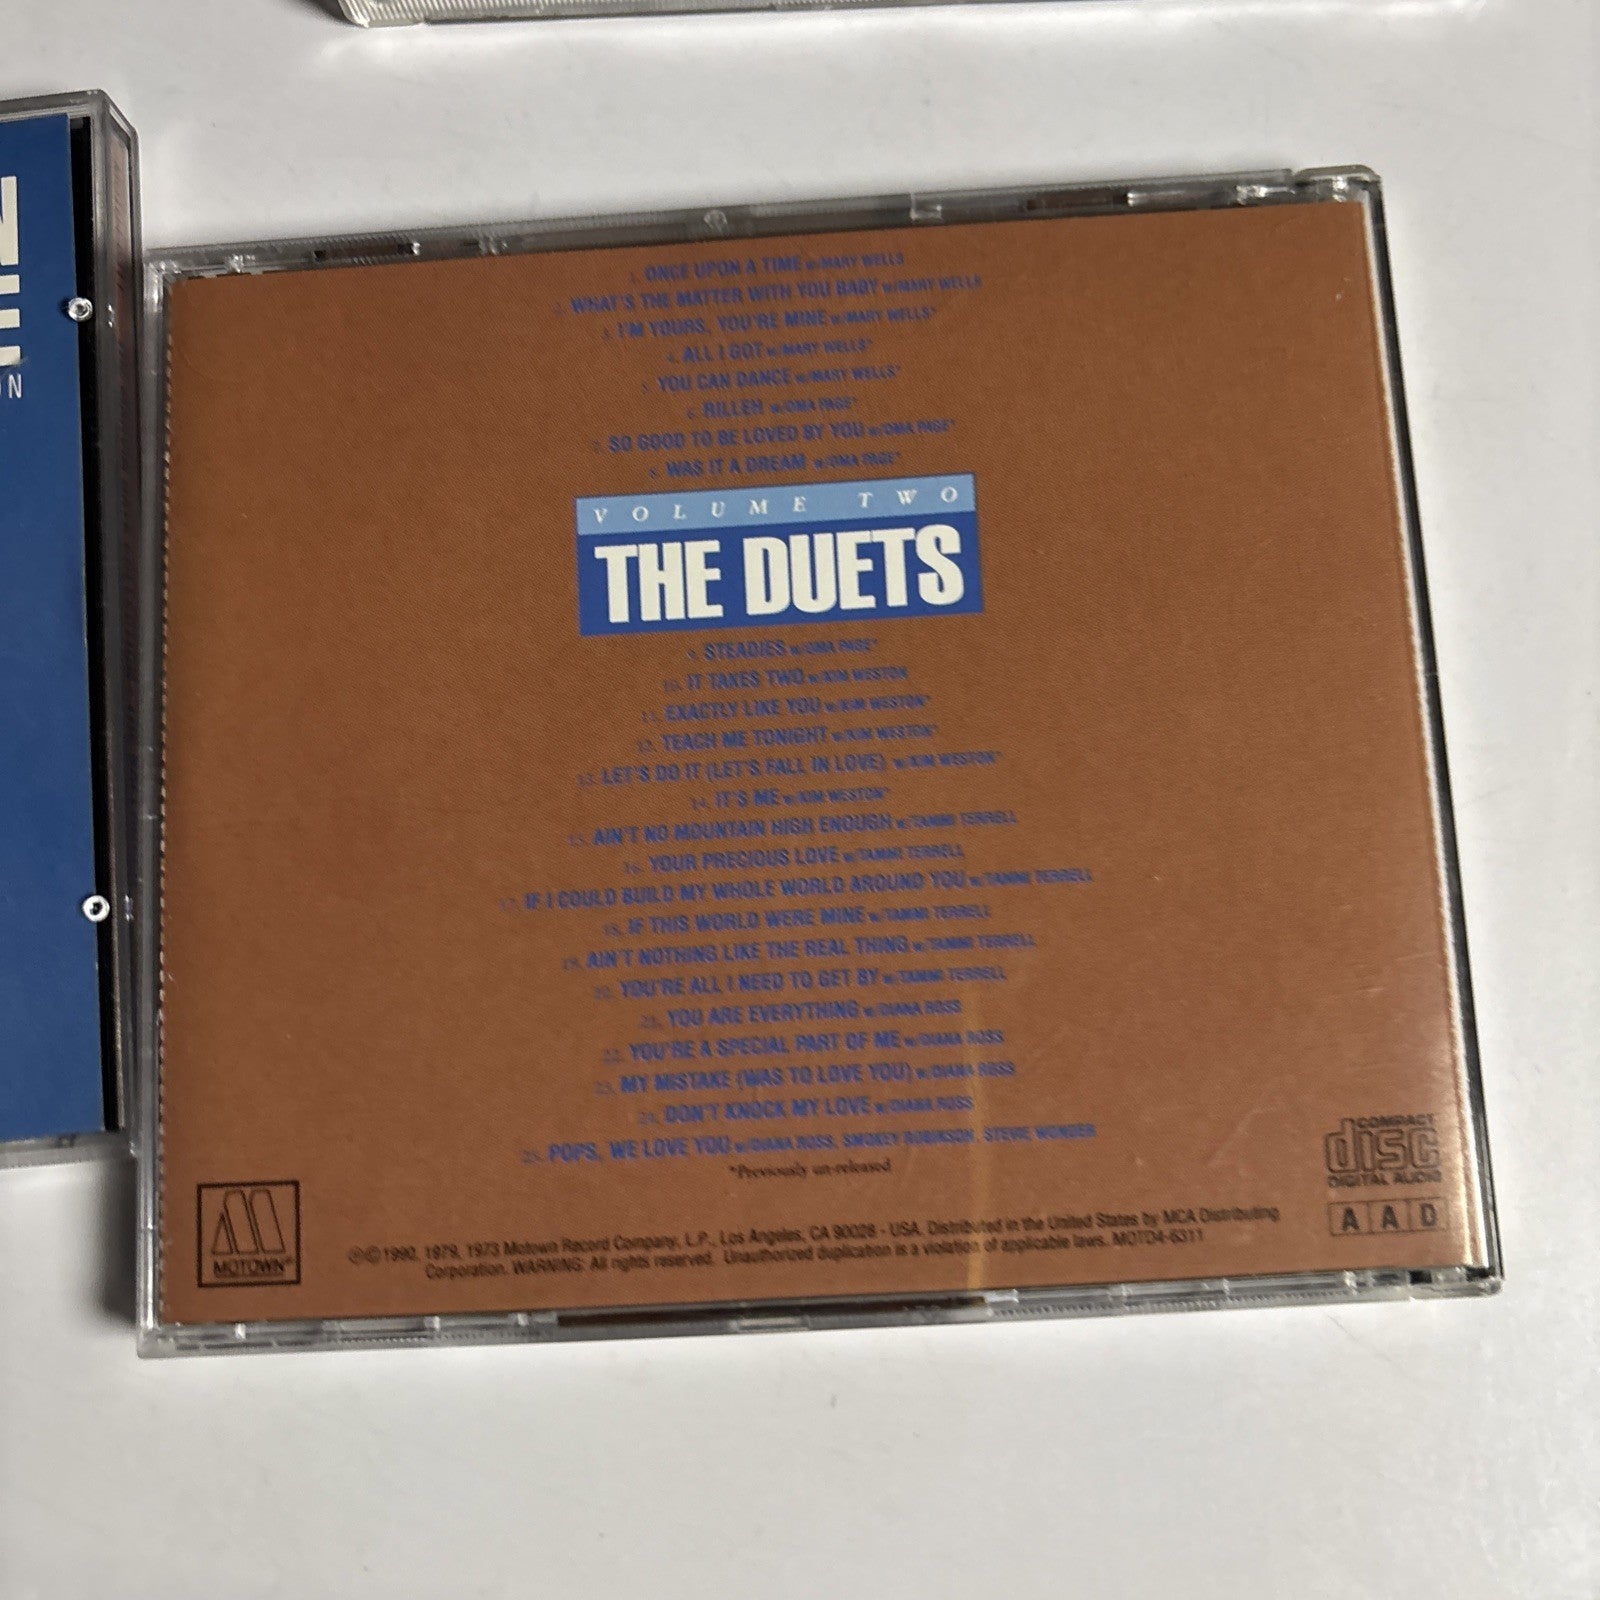 ON
1. ONCE UPON A TIME w/MARY WELLS
2. WHAT'S THE MATTER WITH YOU BABY w/MARY WELLS
3. I'M YOURS, YOU'RE MINE w/MARY WELLS*
4. ALL I GOT w/MARY WELLS*
5. YOU CAN DANCE w/MARY WELLS*
6. RILLEH w/OMA PAGE*
7. SO GOOD TO BE LOVED BY YOU w/OMA PAGE*
8. WAS IT A DREAM w/OMA PAGE*
VOLUME TWO
THE DUETS
9. STEADIES w/OMA PAGE*
10. IT TAKES TWO w/KIM WESTON
11. EXACTLY LIKE YOU w/KIM WESTON*
12. TEACH ME TONIGHT w/KIM WESTON*
13. LET'S DO IT (LET'S FALL IN LOVE) w/KIM WESTON*
14. IT'S ME w/KIM WESTON*
15. AIN'T NO MOUNTAIN HIGH ENOUGH w/TAMMI TERRELL
16. YOUR PRECIOUS LOVE w/TAMMI TERRELL
17. IF I COULD BUILD MY WHOLE WORLD AROUND YOU w/TAMMI TERRELL
18. IF THIS WORLD WERE MINE w/TAMMI TERRELL
19. AIN'T NOTHING LIKE THE REAL THING w/TAMMI TERRELL
20. YOU'RE ALL I NEED TO GET BY w/TAMMI TERRELL
21. YOU ARE EVERYTHING w/DIANA ROSS
22. YOU'RE A SPECIAL PART OF ME w/DIANA ROSS
23. MY MISTAKE (WAS TO LOVE YOU) w/DIANA ROSS
24. DON'T KNOCK MY LOVE w/DIANA ROSS
25. POPS, WE LOVE YOU w/DIANA ROSS, SMOKEY ROBINSON, STEVIE WONDER
*Previously un-released
COMPACT
disc
DIGITAL AUDIO
A A D
MOTOWN®
℗© 1990, 1979, 1973 Motown Record Company, L.P., Los Angeles, CA 90028 - USA. Distributed in the United States by MCA Distributing
Corporation. WARNING: All rights reserved. Unauthorized duplication is a violation of applicable laws. MOTD4-6311